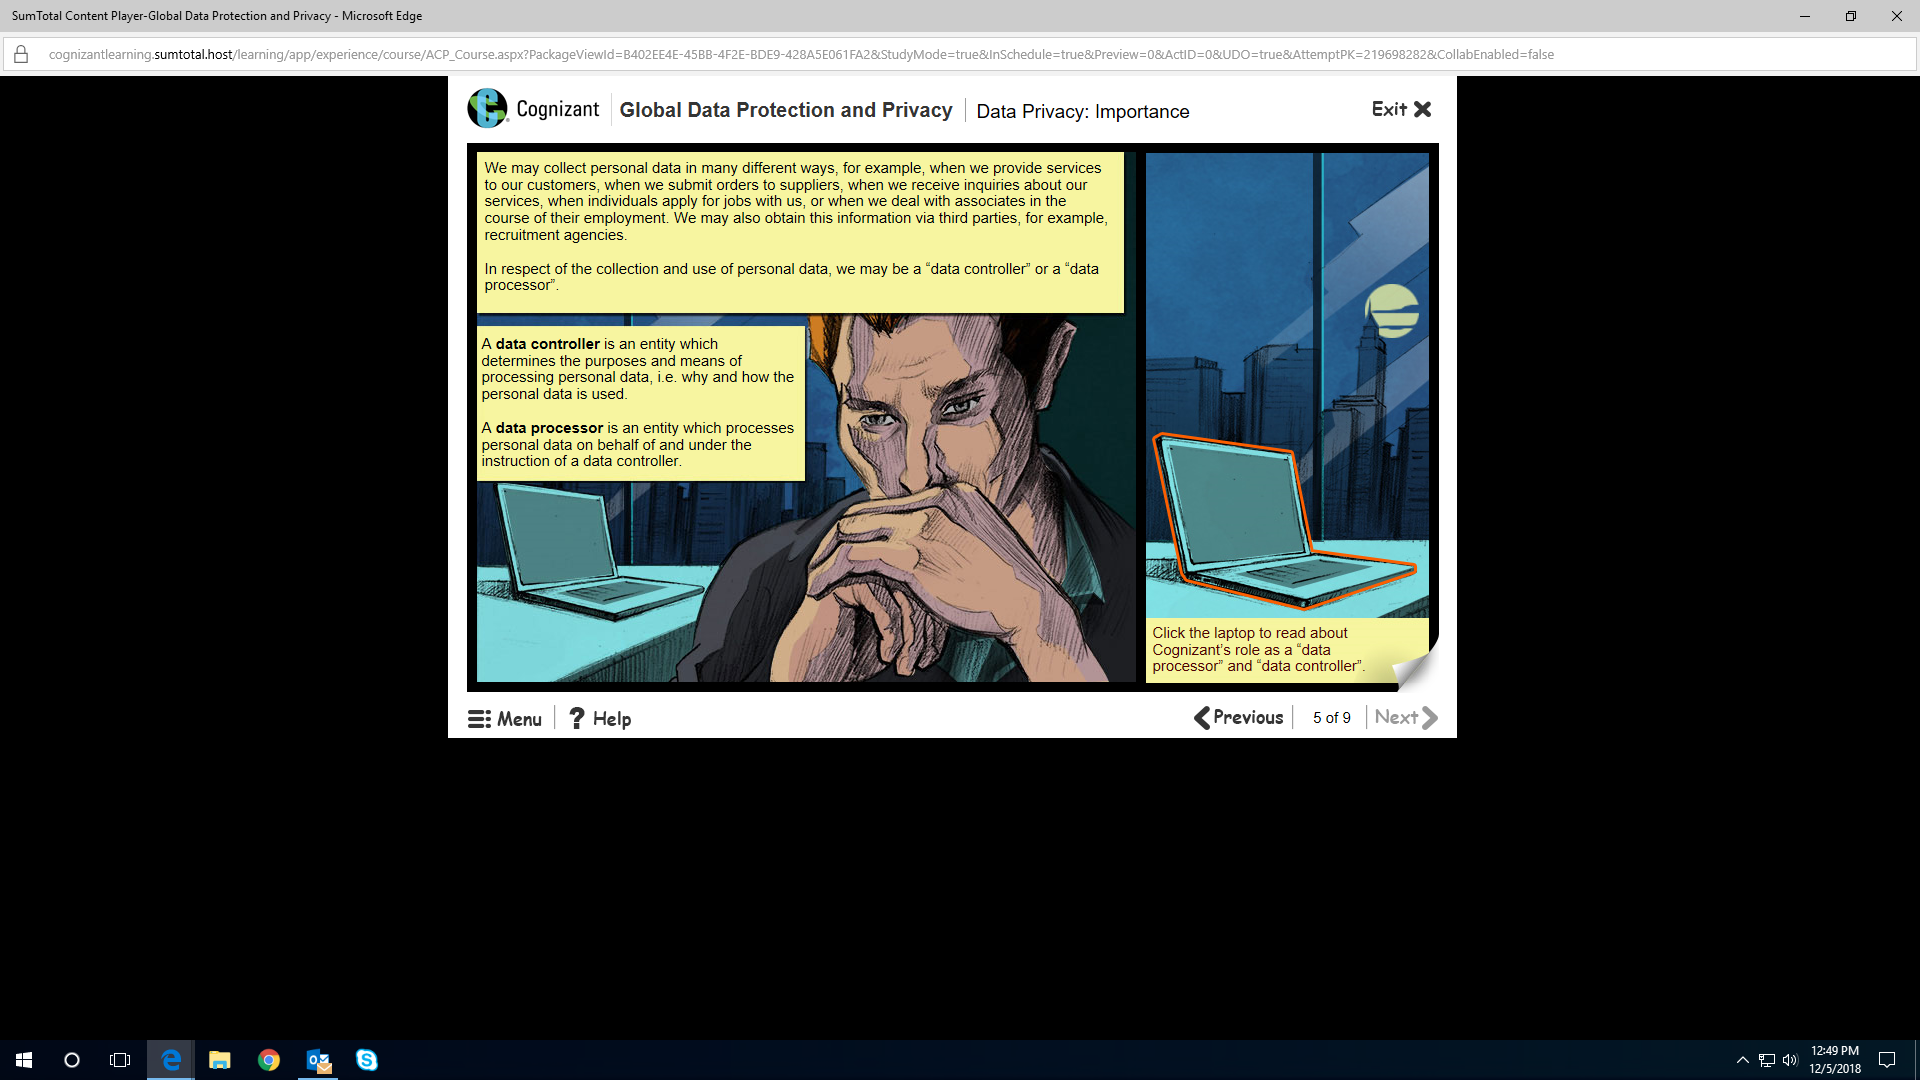 SumTotal Content Player-Global Data Protection and Privacy - Microsoft Edge
cognizantlearning.sumtotal.host/learning/app/experience/course/ACP_Course.aspx?PackageViewId=B402EE4E-45BB-4F2E-BDE9-428A5E061FA2&StudyMode=true&InSchedule=true&Preview=0&ActID=0&UDO=true&AttemptPK=219698282&CollabEnabled=false
Cognizant
Global Data Protection and Privacy
Data Privacy: Importance
Exit
We may collect personal data in many different ways, for example, when we provide services
to our customers, when we submit orders to suppliers, when we receive inquiries about our
services, when individuals apply for jobs with us, or when we deal with associates in the
course of their employment. We may also obtain this information via third parties, for example,
recruitment agencies.
In respect of the collection and use of personal data, we may be a “data controller” or a “data
processor”.
A data controller is an entity which
determines the purposes and means of
processing personal data, i.e. why and how the
personal data is used.
A data processor is an entity which processes
personal data on behalf of and under the
instruction of a data controller.
Click the laptop to read about
Cognizant’s role as a “data
processor” and “data controller”.
Menu
? Help
Previous
5 of 9
Next
12:49 PM
12/5/2018